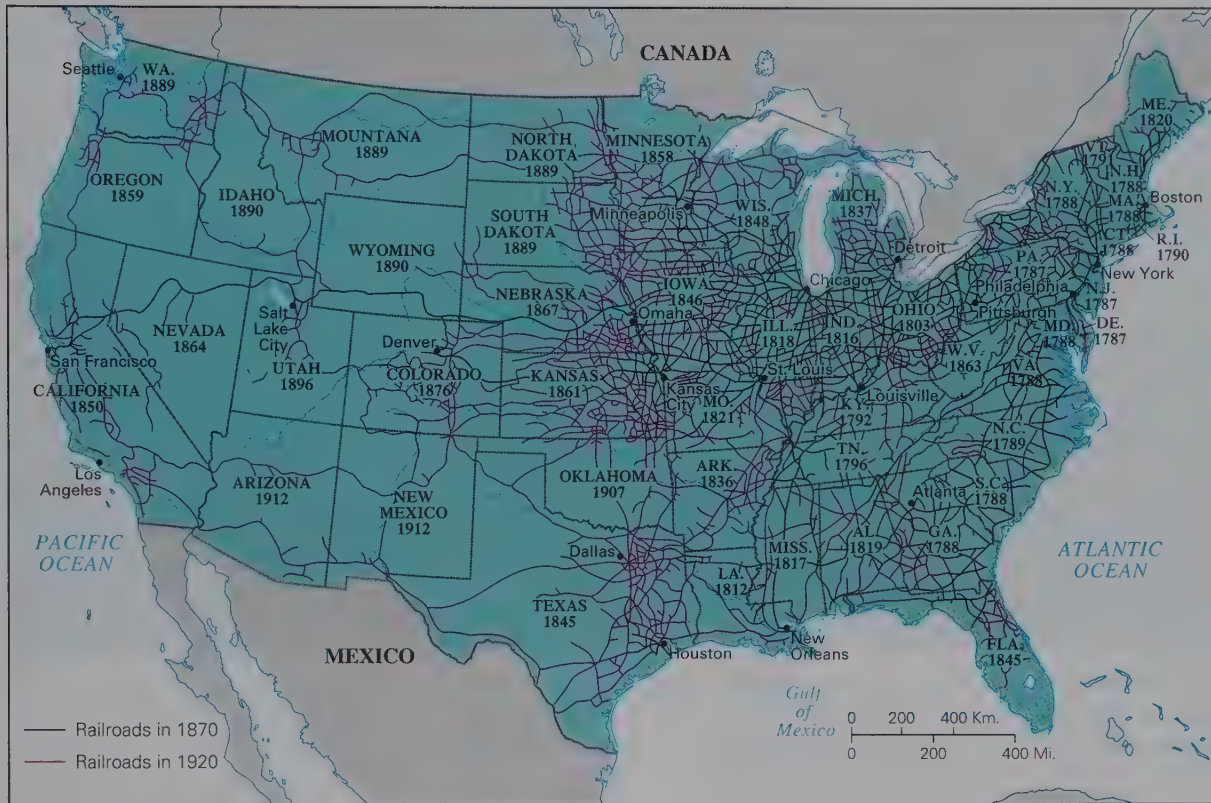 CANADA
Seattle
WA.
1889
MOUNTANA
1889
NORTH
DAKOTA
1889
MINNESOTA
1858
ME.
1820
VT.
1791
N.H.
1788
OREGON
1859
IDAHO
1890
SOUTH
DAKOTA
1889
Minneapolis
WIS.
1848
MICH.
1837
N.Y.
1788
MA.
1788
Boston
CT.
1788
R.I.
1790
WYOMING
1890
Detroit
PA.
1787
New York
Chicago
Philadelphia
N.J.
1787
NEBRASKA
1867
IOWA
1846
Omaha
OHIO
1803
Pittsburgh
MD.
1788
DE.
1787
NEVADA
1864
Salt
Lake
City
ILL.
1818
IND.
1816
W.V.
1863
VA.
1788
San Francisco
Denver
UTAH
1896
COLORADO
1876
KANSAS
1861
Kansas
City
St. Louis
MO.
1821
Louisville
KY.
1792
CALIFORNIA
1850
N.C.
1789
TN.
1796
Los
Angeles
ARIZONA
1912
NEW
MEXICO
1912
OKLAHOMA
1907
ARK.
1836
S.C.
1788
Atlanta
PACIFIC
OCEAN
Dallas
MISS.
1817
AL.
1819
GA.
1788
ATLANTIC
OCEAN
LA.
1812
TEXAS
1845
MEXICO
Houston
New
Orleans
FLA.
1845
Gulf
of
Mexico
Railroads in 1870
Railroads in 1920
0 200 400 Km.
0 200 400 Mi.